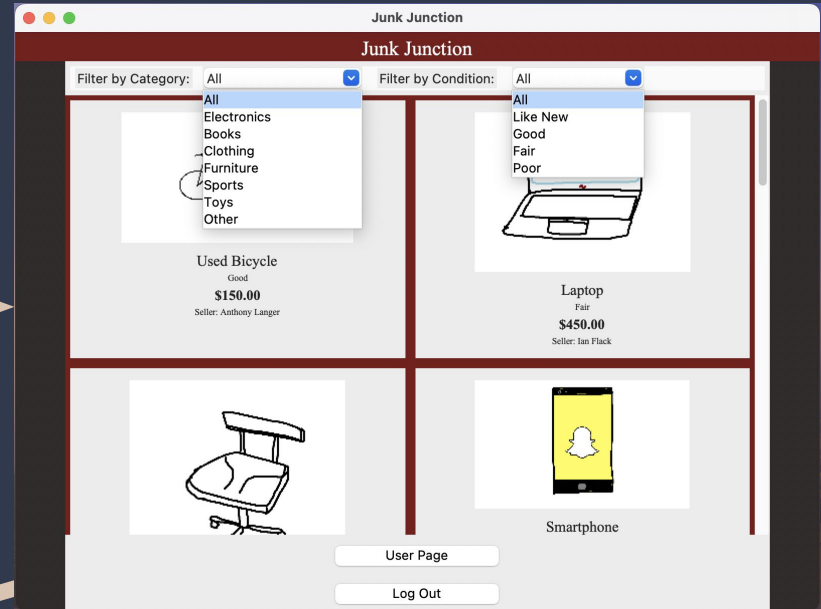 Junk Junction
Junk Junction
Filter by Category: All
Filter by Condition: All
All
Electronics
Books
Clothing
Furniture
Sports
Toys
Other
All
Like New
Good
Fair
Poor
Used Bicycle
Good
$150.00
Seller: Anthony Langer
Laptop
Fair
$450.00
Seller: Ian Flack
Smartphone
User Page
Log Out